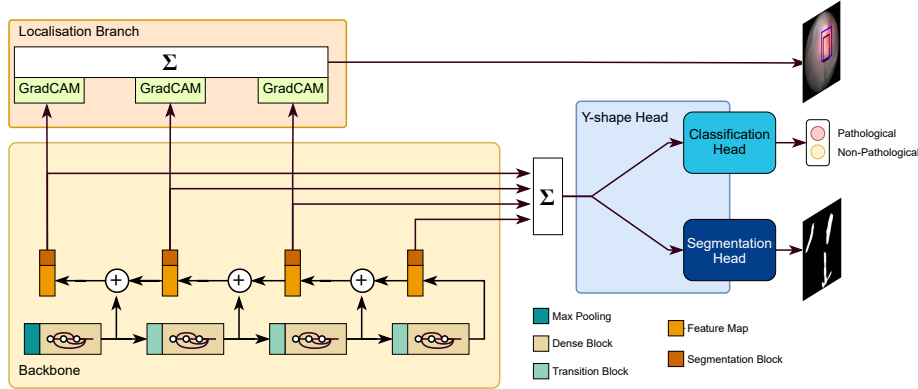 Localisation Branch
Σ
GradCAM GradCAM GradCAM
Y-shape Head
Classification
Head
Pathological
Non-Pathological
Σ
Segmentation
Head
+ + +
Backbone
Max Pooling
Dense Block
Transition Block
Feature Map
Segmentation Block